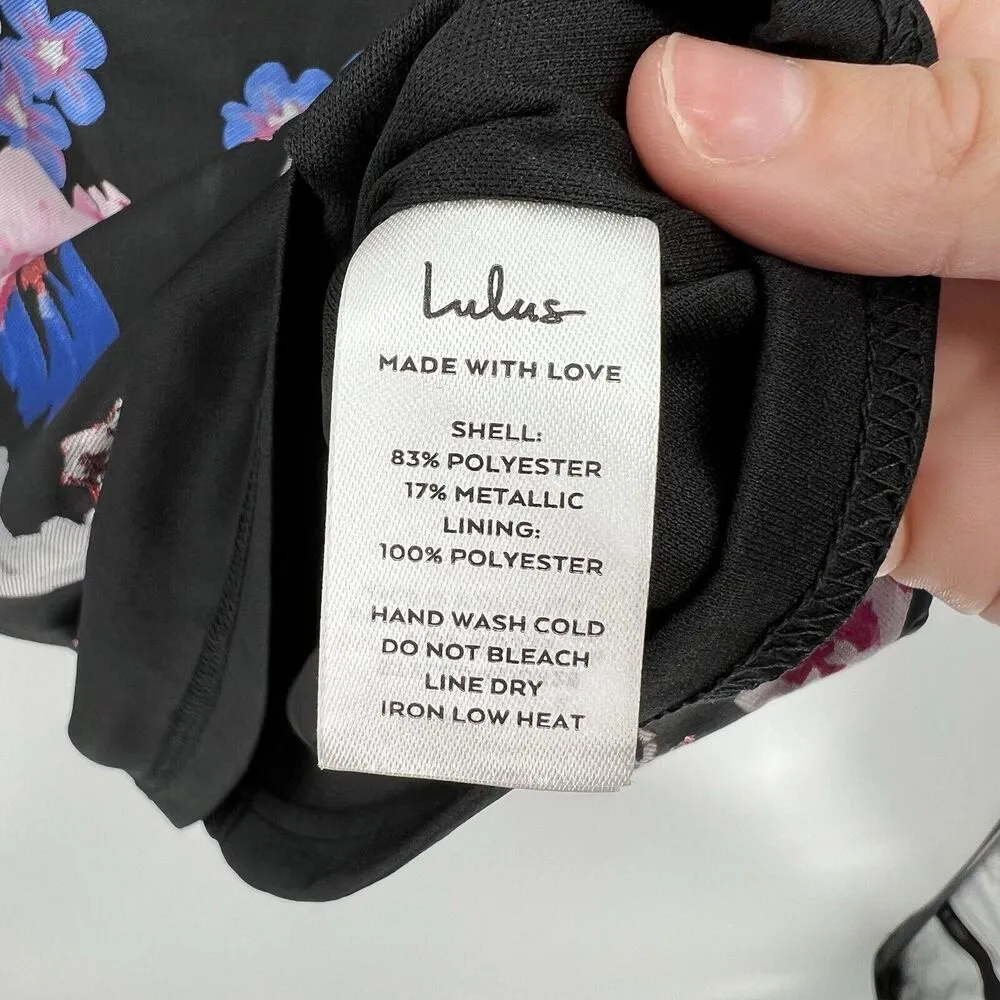 Lulus
MADE WITH LOVE
SHELL:
83% POLYESTER
17% METALLIC
LINING:
100% POLYESTER
HAND WASH COLD
DO NOT BLEACH
LINE DRY
IRON LOW HEAT